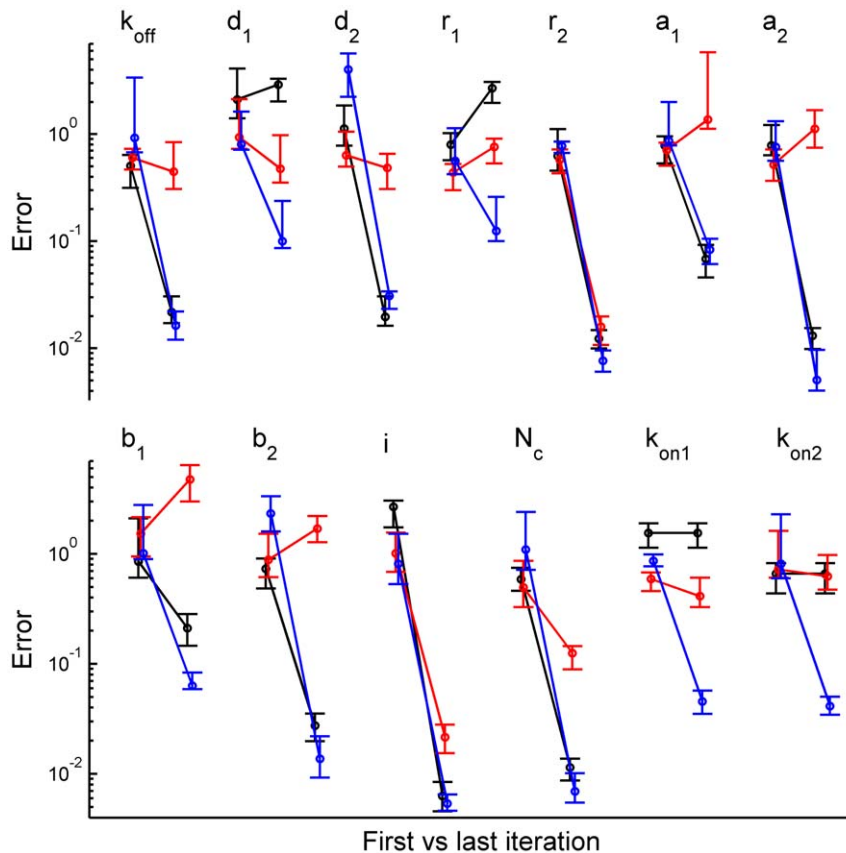 k_off d_1 d_2 r_1 r_2 a_1 a_2
Error
10^0
10^-1
10^-2
b_1 b_2 i N_c k_on1 k_on2
Error
10^0
10^-1
10^-2
First vs last iteration